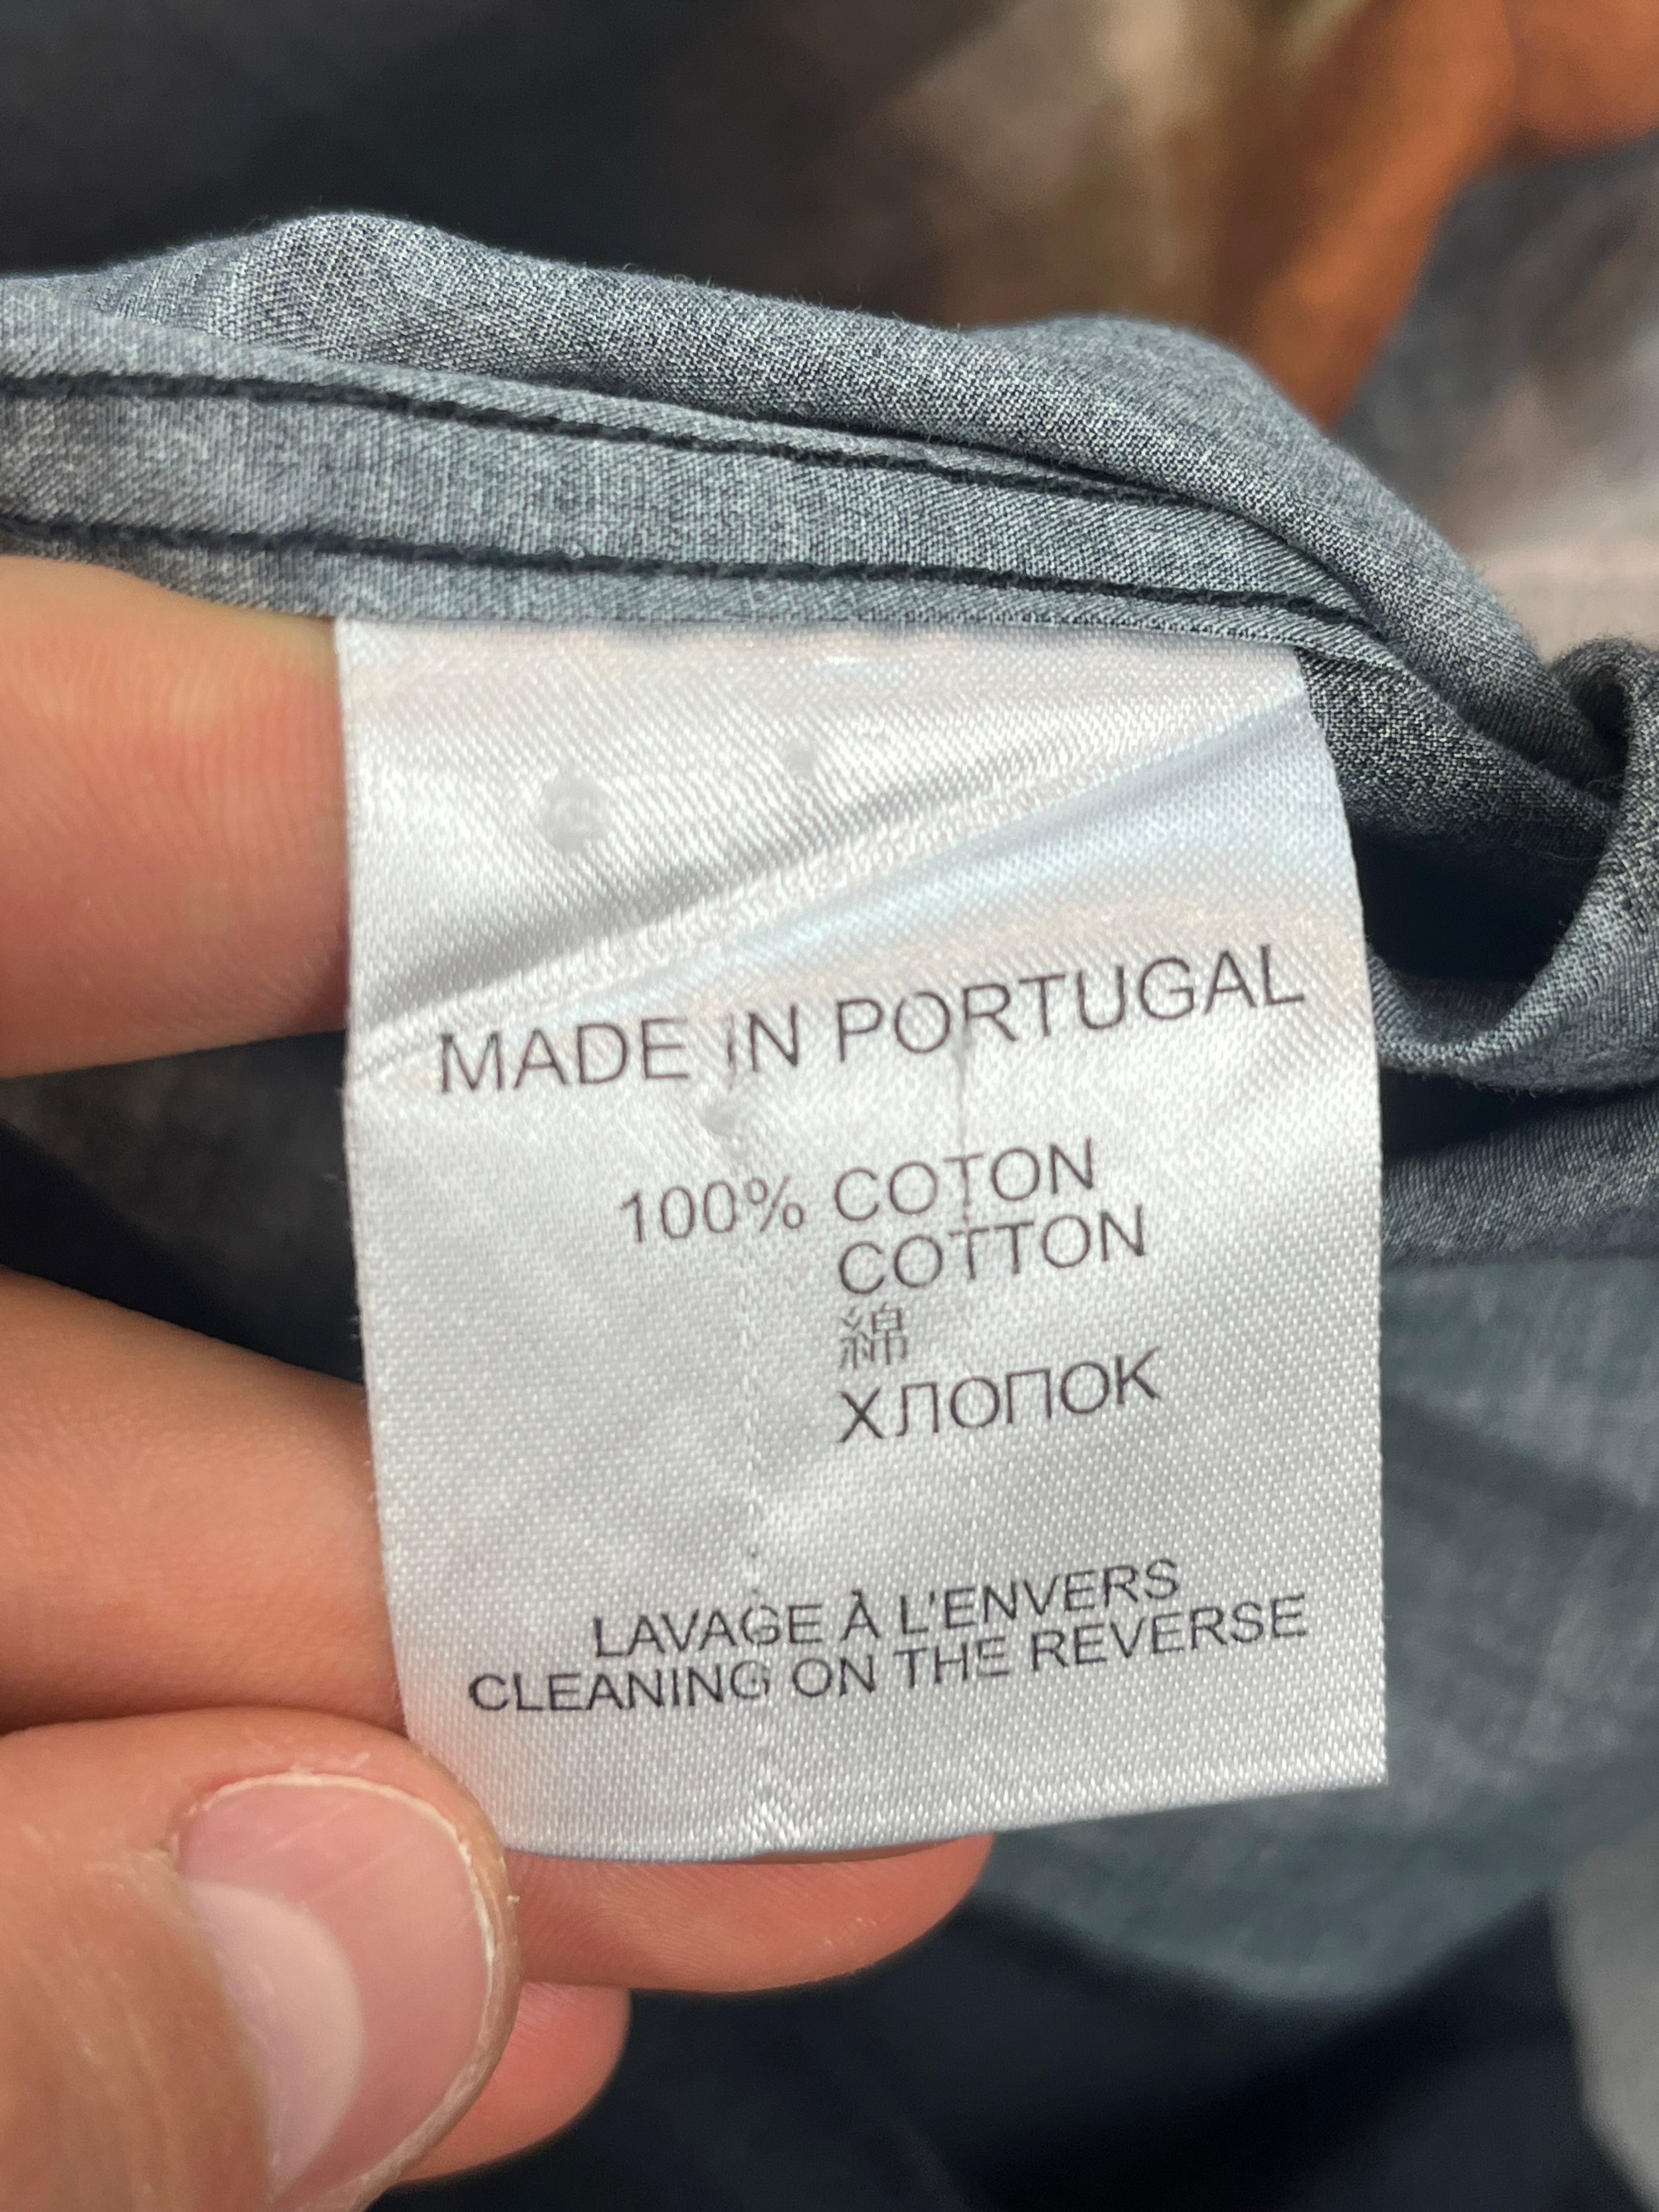 MADE IN PORTUGAL
100% COTON
COTTON
綿
ХЛОПОК
LAVAGE À L'ENVERS
CLEANING ON THE REVERSE